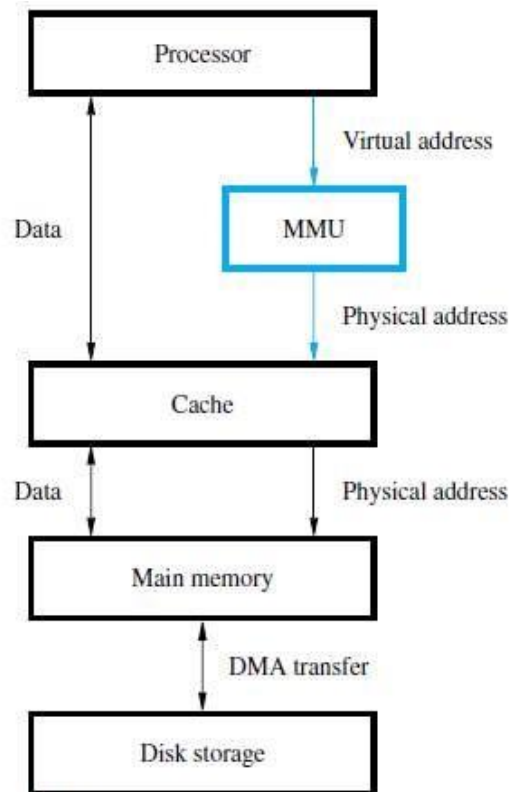 Processor
Virtual address
Data
MMU
Physical address
Cache
Data
Physical address
Main memory
DMA transfer
Disk storage